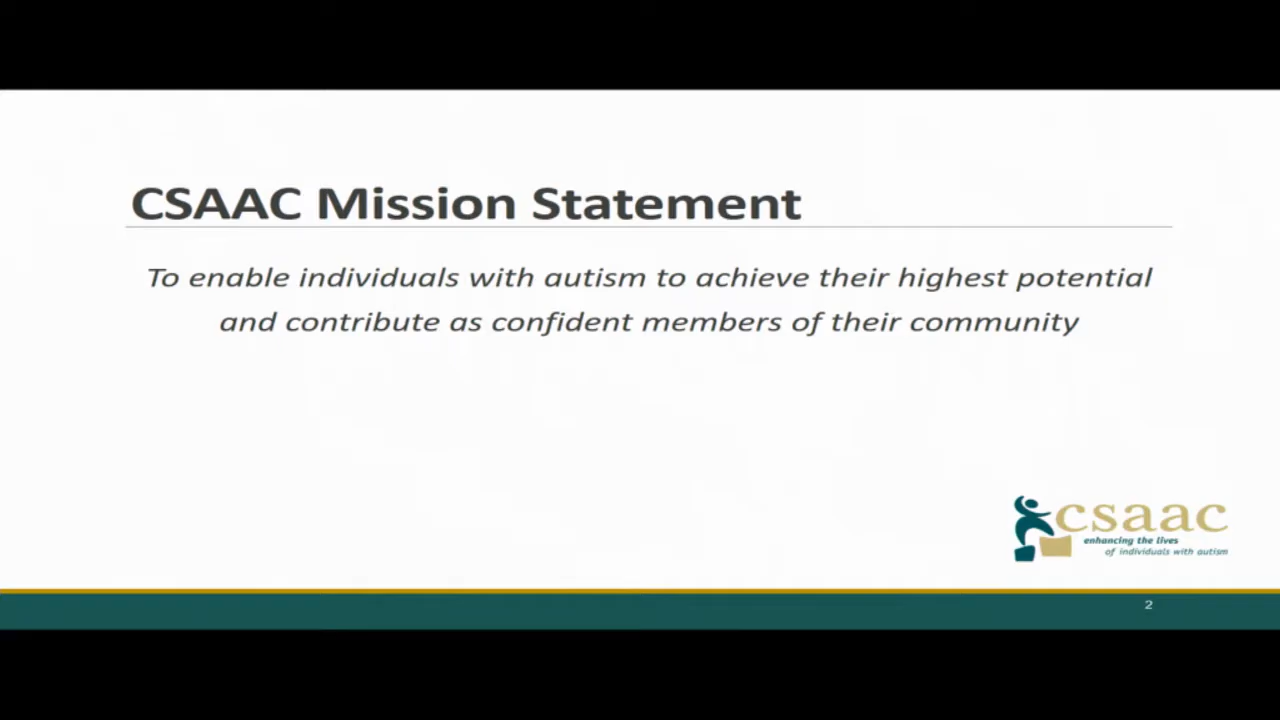 CSAAC Mission Statement
To enable individuals with autism to achieve their highest potential
and contribute as confident members of their community
csaac
enhancing the lives
of individuals with autism
2